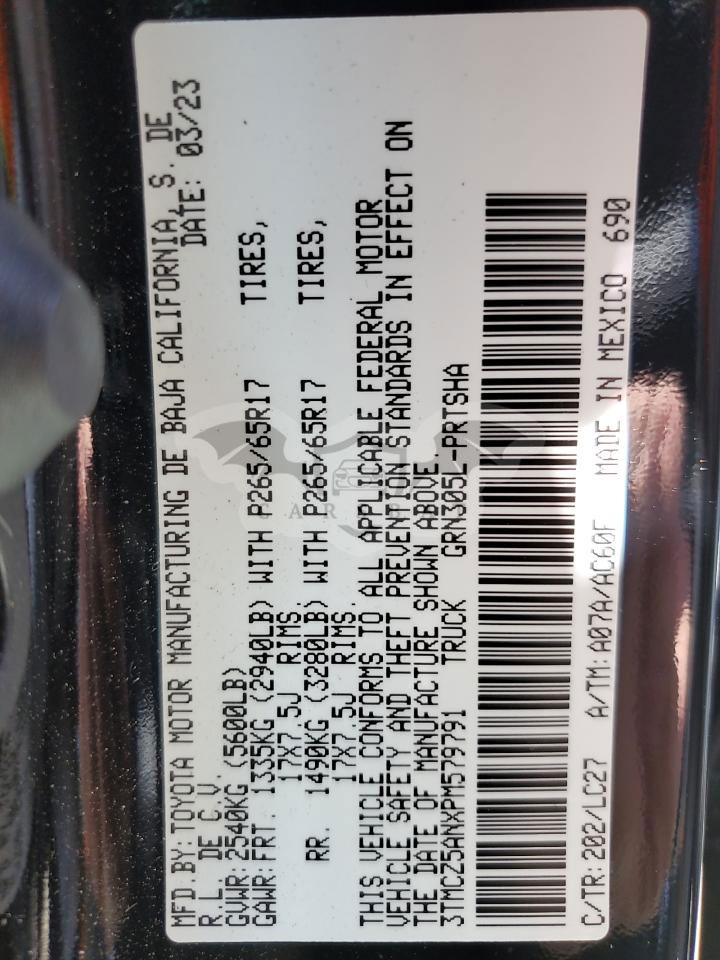 MFD.BY:TOYOTA MOTOR MANUFACTURING DE BAJA CALIFORNIA,S. DE
R.L. DE C.V. DATE: 03/23
GVWR:2540KG (5600LB)
GAWR:FRT. 1335KG (2940LB) WITH P265/65R17 TIRES,
17X7.5J RIMS.
RR. 1490KG (3280LB) WITH P265/65R17 TIRES,
17X7.5J RIMS.
THIS VEHICLE CONFORMS TO ALL APPLICABLE FEDERAL MOTOR
VEHICLE SAFETY AND THEFT PREVENTION STANDARDS IN EFFECT ON
THE DATE OF MANUFACTURE SHOWN ABOVE
3TMCZ5ANXPM579791 TRUCK GRN305L-PRTSHA
C/TR:202/LC27 A/TM:A07A/AC60F MADE IN MEXICO 690